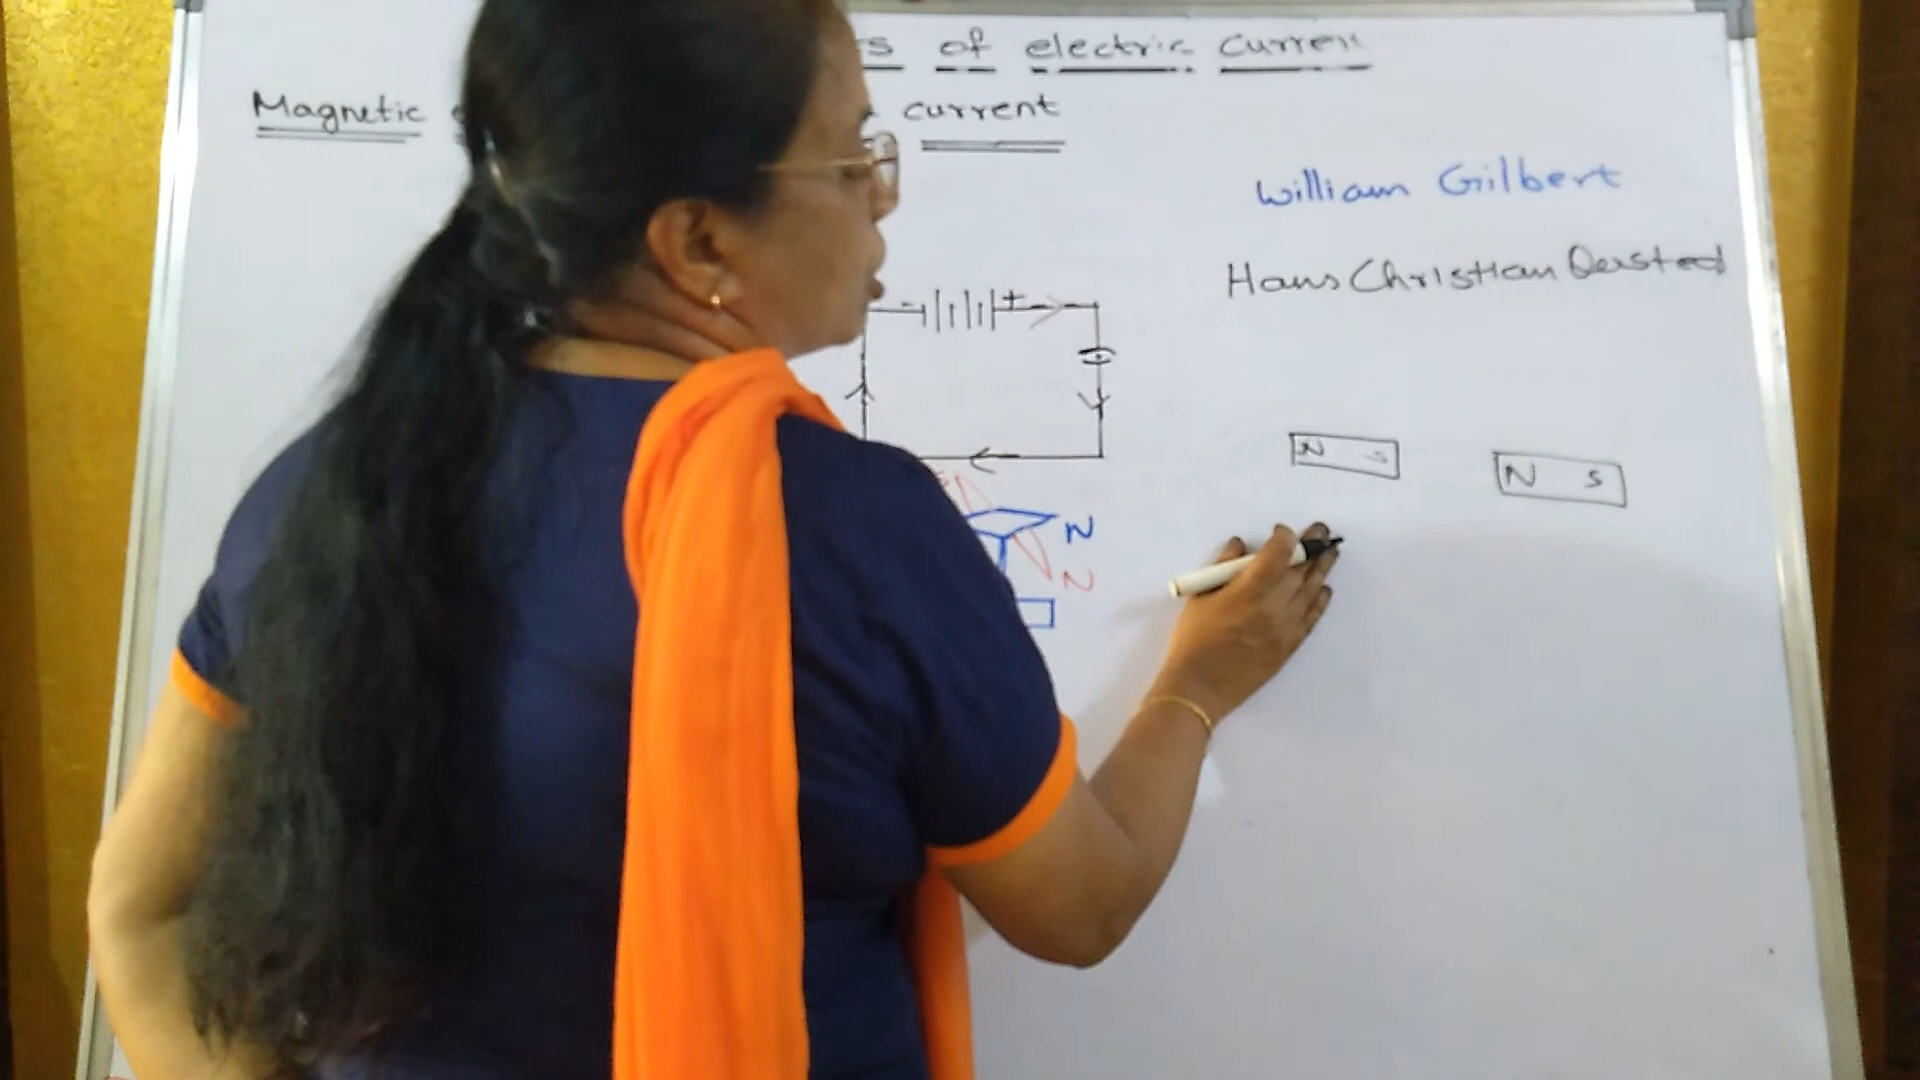 of electric current
Magnetic current
William Gilbert
Hans Christian Oersted
- +
N S
N S
N
N